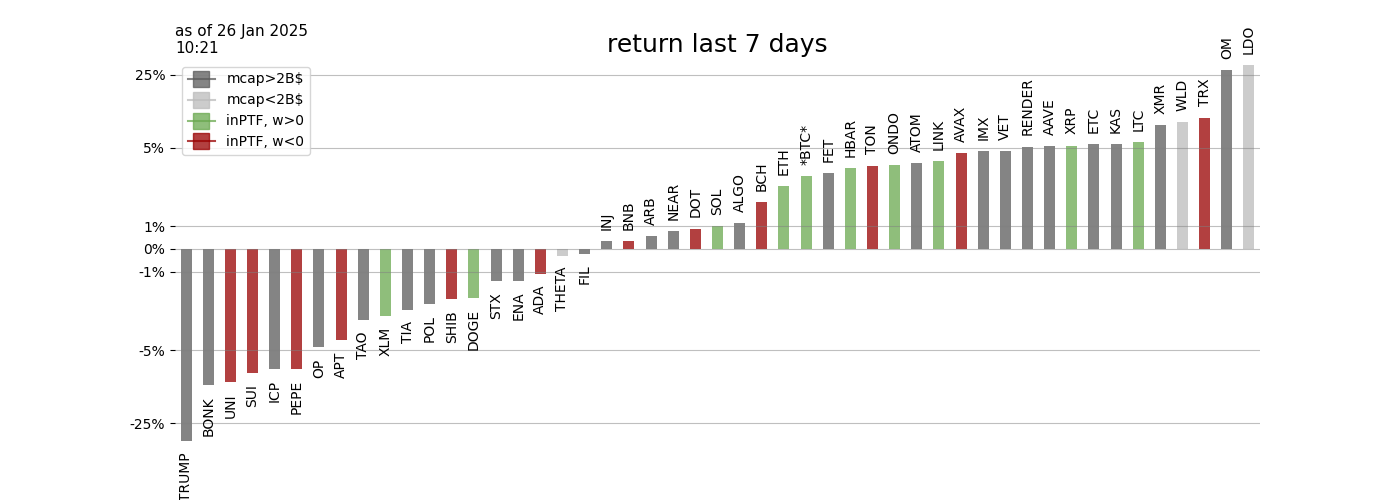 as of 26 Jan 2025
10:21
return last 7 days
mcap>2B$
mcap<2B$
inPTF, w>0
inPTF, w<0
25%
5%
1%
0%
-1%
-5%
-25%
TRUMP
BONK
UNI
SUI
ICP
PEPE
OP
APT
TAO
XLM
TIA
POL
SHIB
DOGE
STX
ENA
ADA
THETA
FIL
INJ
BNB
ARB
NEAR
DOT
SOL
ALGO
BCH
ETH
*BTC*
FET
HBAR
TON
ONDO
ATOM
LINK
AVAX
IMX
VET
RENDER
AAVE
XRP
ETC
KAS
LTC
XMR
WLD
TRX
OM
LDO